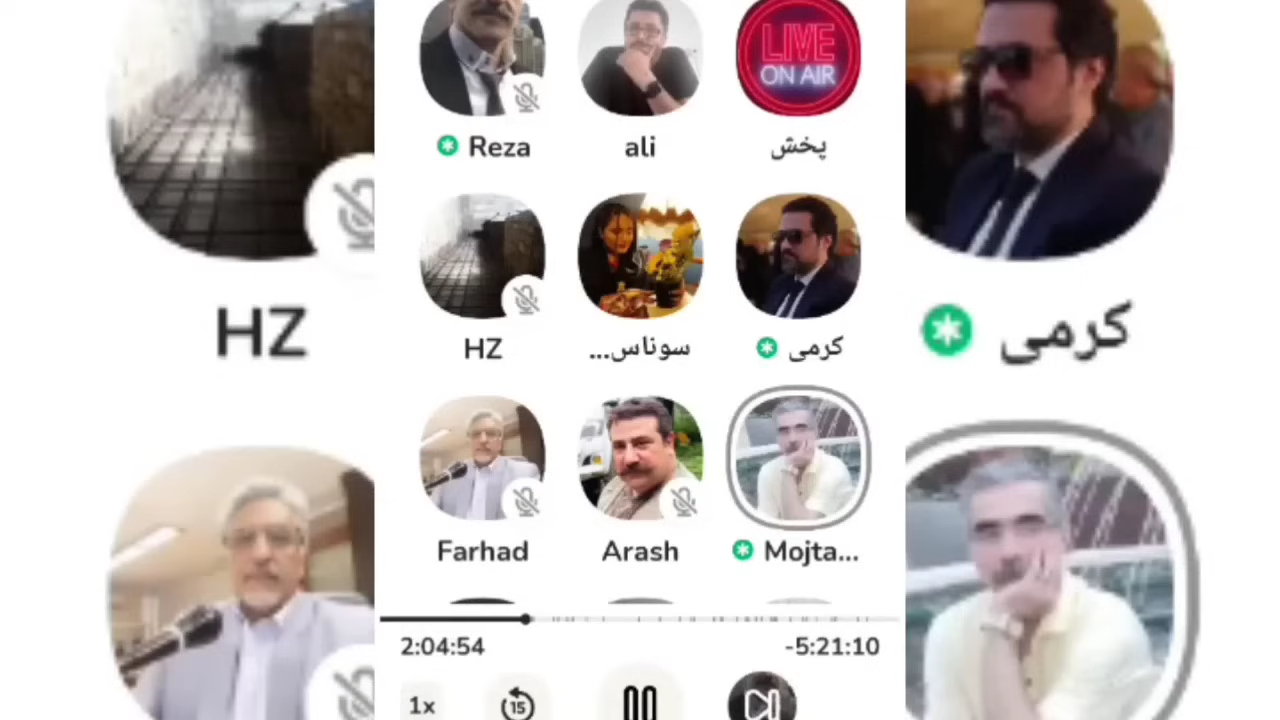 LIVE
ON AIR
Reza
ali
پخش
HZ
سوناس...
کرمی
Farhad
Arash
Mojta...
2:04:54
-5:21:10
1x
15
HZ
کرمی